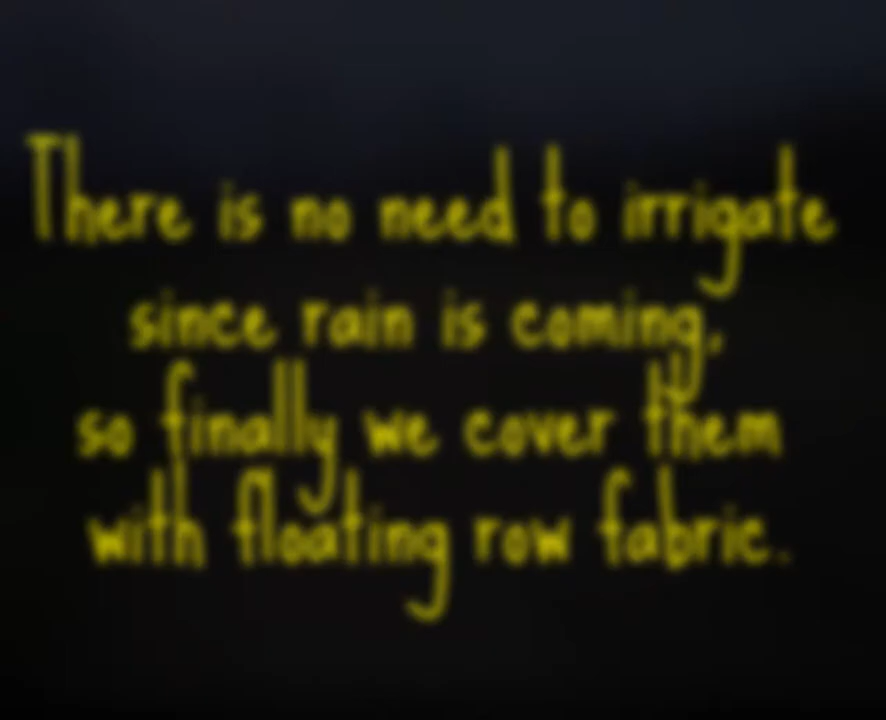 There is no need to irrigate
since rain is coming,
so finally we cover them
with floating row fabric.